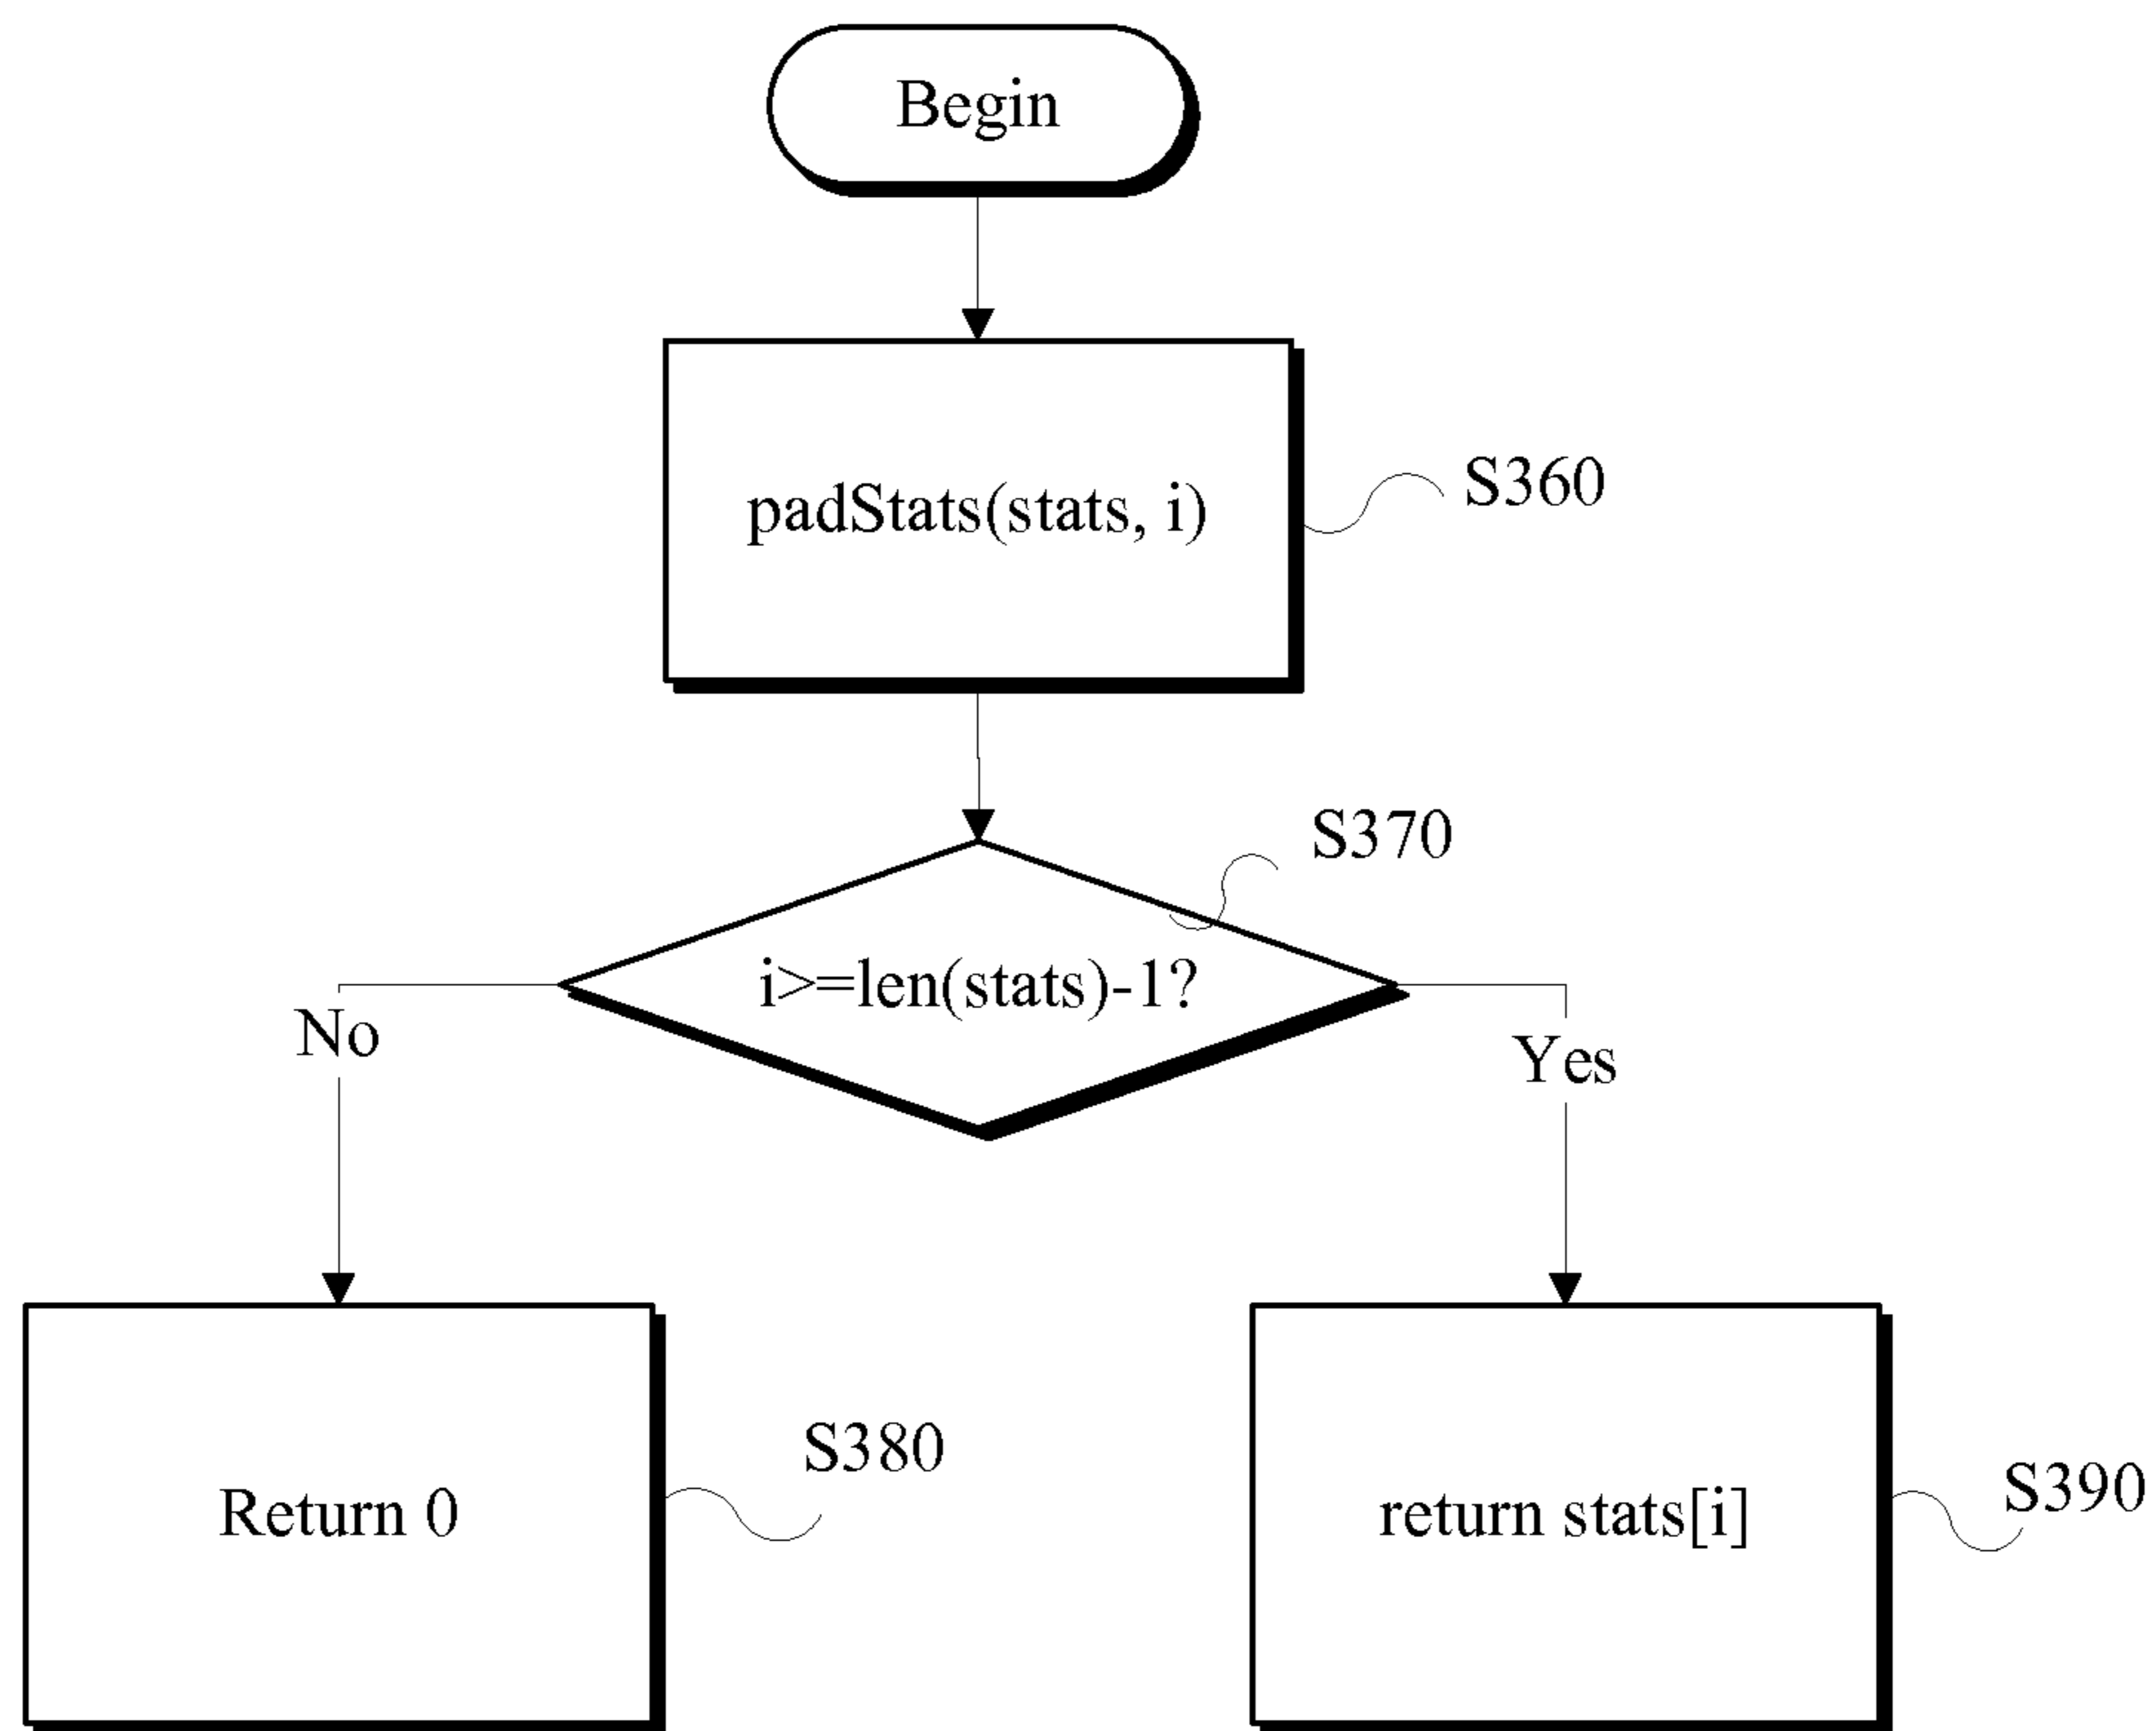 Begin
padStats(stats, i)
S360
S370
i>=len(stats)-1?
No
Yes
S380
Return 0
S390
return stats[i]